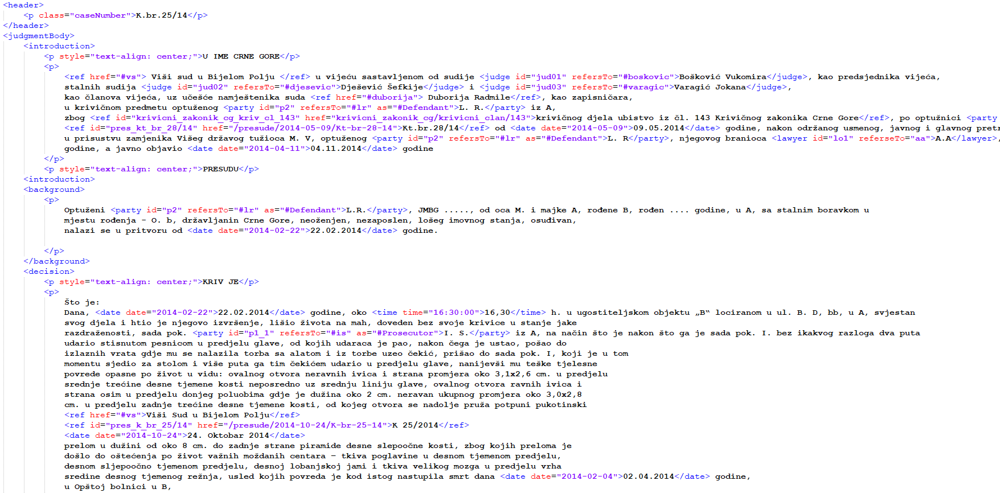 <header>
<p class="caseNumber">K.br.25/14</p>
</header>
<judgmentBody>
<introduction>
<p style="text-align: center;">U IME CRNE GORE</p>
<p>
<ref href="#vs"> Viši sud u Bijelom Polju </ref> u vijeću sastavljenom od sudije <judge id="jud01" refersTo="#boskovic">Bošković Vukomira</judge>, kao predsjednika vijeća,
stalnih sudija <judge id="jud02" refersTo="#djesevic">Dješević Šefkije</judge> i <judge id="jud03" refersTo="#varagic">Varagić Jokana</judge>,
kao članova vijeća, uz učešće namještenika suda <ref href="#duborija"> Duborija Radmile</ref>, kao zapisničara,
u krivičnom predmetu optuženog <party id="p2" refersTo="#lr" as="#Defendant">L. R.</party> iz A,
zbog <ref id="krivicni_zakonik_cg_kriv_cl_143" href="krivicni_zakonik_cg/krivicni_clan/143">krivičnog djela ubistvo iz čl. 143 Krivičnog zakonika Crne Gore</ref>, po optužnici <party
<ref id="pres_kt_br_28/14" href="/presude/2014-05-09/Kt-br-28-14">Kt.br.28/14</ref> od <date date="2014-05-09">09.05.2014</date> godine, nakon održanog usmenog, javnog i glavnog pretr
u prisustvu zamjenika Višeg državog tužioca M. V, optuženog <party id="p2" refersTo="#lr" as="#Defendant">L. R</party>, njegovog branioca <lawyer id="lo1" referseTo="aa">A.A</lawyer>,
godine, a javno objavio <date date="2014-04-11">04.11.2014</date> godine
</p>
<p style="text-align: center;">PRESUDU</p>
<introduction>
<background>
<p>
Optuženi <party id="p2" refersTo="#lr" as="#Defendant">L.R.</party>, JMBG ....., od oca M. i majke A, rođene B, rođen .... godine, u A, sa stalnim boravkom u
mjestu rođenja - O. b, državljanin Crne Gore, neoženjen, nezaposlen, lošeg imovnog stanja, osuđivan,
nalazi se u pritvoru od <date date="2014-02-22">22.02.2014</date> godine.
</p>
</background>
<decision>
<p style="text-align: center;">KRIV JE</p>
<p>
Što je:
Dana, <date date="2014-02-22">22.02.2014</date> godine, oko <time time="16:30:00">16,30</time> h. u ugostiteljskom objektu „B“ lociranom u ul. B. D, bb, u A, svjestan
svog djela i htio je njegovo izvršenje, lišio života na mah, doveden bez svoje krivice u stanje jake
razdraženosti, sada pok. <party id="p1_1" refersTo="#is" as="#Prosecutor">I. S.</party> iz A, na način što je nakon što ga je sada pok. I. bez ikakvog razloga dva puta
udario stisnutom pesnicom u predjelu glave, od kojih udaraca je pao, nakon čega je ustao, pošao do
izlaznih vrata gdje mu se nalazila torba sa alatom i iz torbe uzeo čekić, prišao do sada pok. I, koji je u tom
momentu sjedio za stolom i više puta ga tim čekićem udario u predjelu glave, nanijevši mu teške tjelesne
povrede opasne po život u vidu: ovalnog otvora neravnih ivica i strana promjera oko 3,1x2,6 cm. u predjelu
srednje trećine desne tjemene kosti neposredno uz srednju liniju glave, ovalnog otvora ravnih ivica i
strana osim u predjelu donjeg poluobima gdje je dužina oko 2 cm. neravan ukupnog promjera oko 3,0x2,8
cm. u predjelu zadnje trećine desne tjemene kosti, od kojeg otvora se nadolje pruža potpuni pukotinski
<ref href="#vs">Viši Sud u Bijelom Polju</ref>
<ref id="pres_k_br_25/14" href="/presude/2014-10-24/K-br-25-14">K 25/2014</ref>
<date date="2014-10-24">24. Oktobar 2014</date>
prelom u dužini od oko 8 cm. do zadnje strane piramide desne slepoočne kosti, zbog kojih preloma je
došlo do oštećenja po život važnih moždanih centara – tkiva poglavine u desnom tjemenom predjelu,
desnom sljepoočno tjemenom predjelu, desnoj lobanjskoj jami i tkiva velikog mozga u predjelu vrha
sredine desnog tjemenog režnja, usled kojih povreda je kod istog nastupila smrt dana <date date="2014-02-04">02.04.2014</date> godine,
u Opštoj bolnici u B,